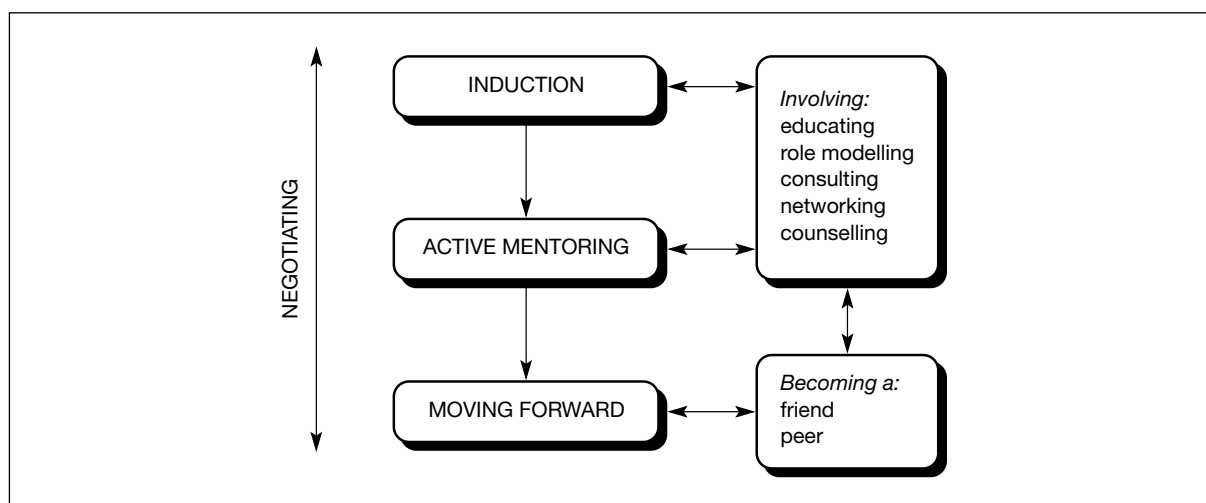 NEGOTIATING
INDUCTION
Involving:
educating
role modelling
consulting
networking
counselling
ACTIVE MENTORING
MOVING FORWARD
Becoming a:
friend
peer